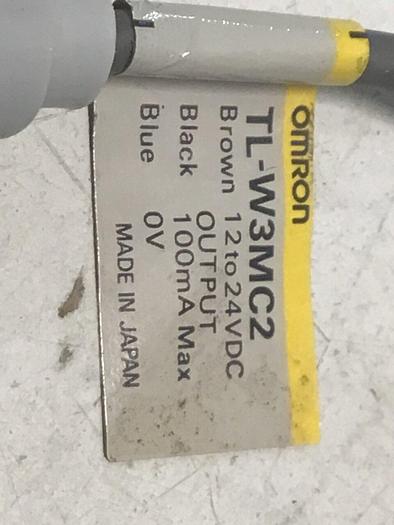 OMRON
TL-W3MC2
Brown 12 to 24VDC
OUTPUT
Black 100mA Max
Blue 0V
MADE IN JAPAN